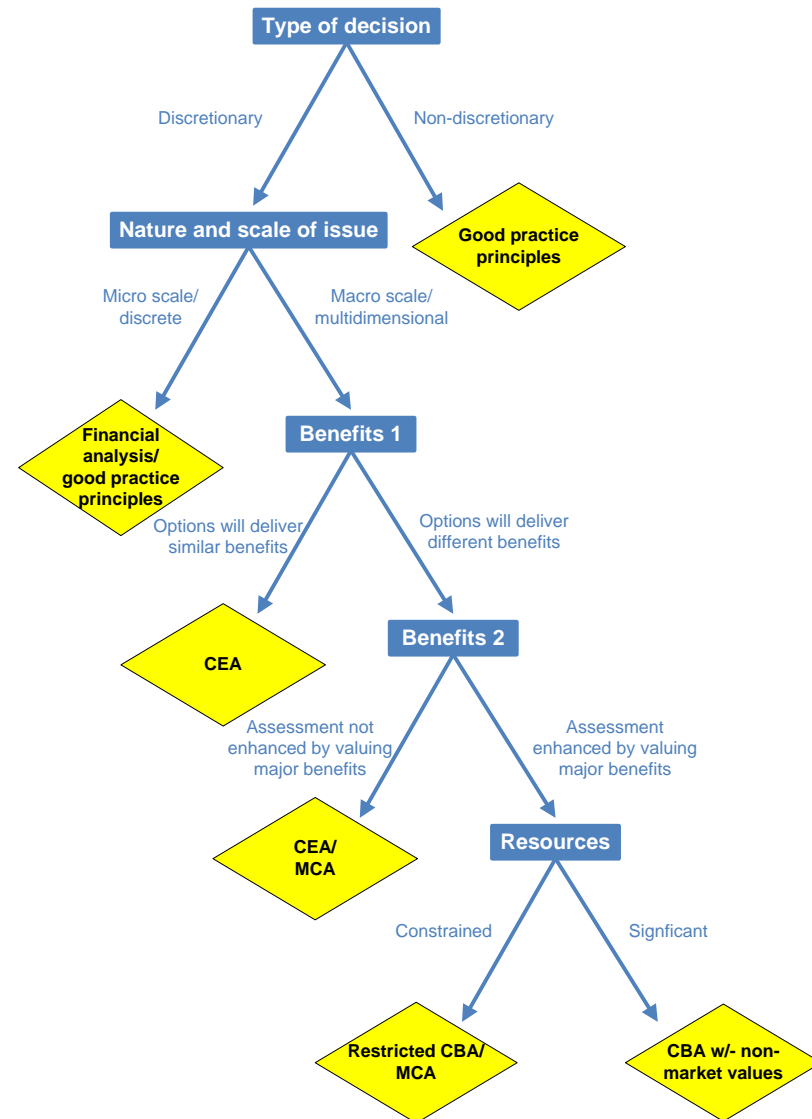 Type of decision
Discretionary
Non-discretionary
Nature and scale of issue
Good practice
principles
Micro scale/
discrete
Macro scale/
multidimensional
Financial
analysis/
good practice
principles
Benefits 1
Options will deliver
similar benefits
Options will deliver
different benefits
CEA
Benefits 2
Assessment not
enhanced by valuing
major benefits
Assessment
enhanced by valuing
major benefits
CEA/
MCA
Resources
Constrained
Signficant
Restricted CBA/
MCA
CBA w/- non-
market values